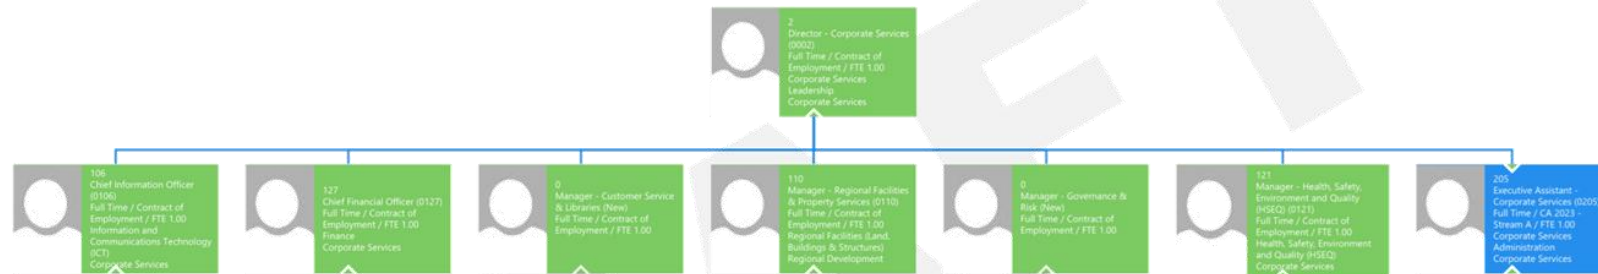 2
Director - Corporate Services
(0002)
Full Time / Contract of
Employment / FTE 1.00
Corporate Services
Leadership
Corporate Services
106
Chief Information Officer
(0106)
Full Time / Contract of
Employment / FTE 1.00
Information and
Communications Technology
(ICT)
Corporate Services
127
Chief Financial Officer (0127)
Full Time / Contract of
Employment / FTE 1.00
Finance
Corporate Services
0
Manager - Customer Service
& Libraries (New)
Full Time / Contract of
Employment / FTE 1.00
110
Manager - Regional Facilities
& Property Services (0110)
Full Time / Contract of
Employment / FTE 1.00
Regional Facilities (Land,
Buildings & Structures)
Regional Development
0
Manager - Governance &
Risk (New)
Full Time / Contract of
Employment / FTE 1.00
121
Manager - Health, Safety,
Environment and Quality
(HSEQ) (0121)
Full Time / Contract of
Employment / FTE 1.00
Health, Safety, Environment
and Quality (HSEQ)
Corporate Services
205
Executive Assistant -
Corporate Services (0205)
Full Time / CA 2023 -
Stream A / FTE 1.00
Corporate Services
Administration
Corporate Services